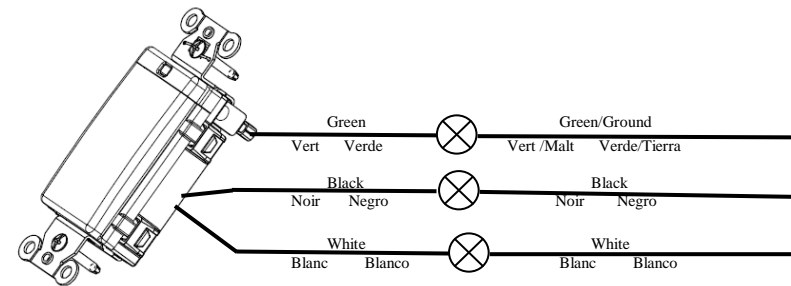 Green Green/Ground
Vert Verde Vert /Malt Verde/Tierra
Black Black
Noir Negro Noir Negro
White White
Blanc Blanco Blanc Blanco